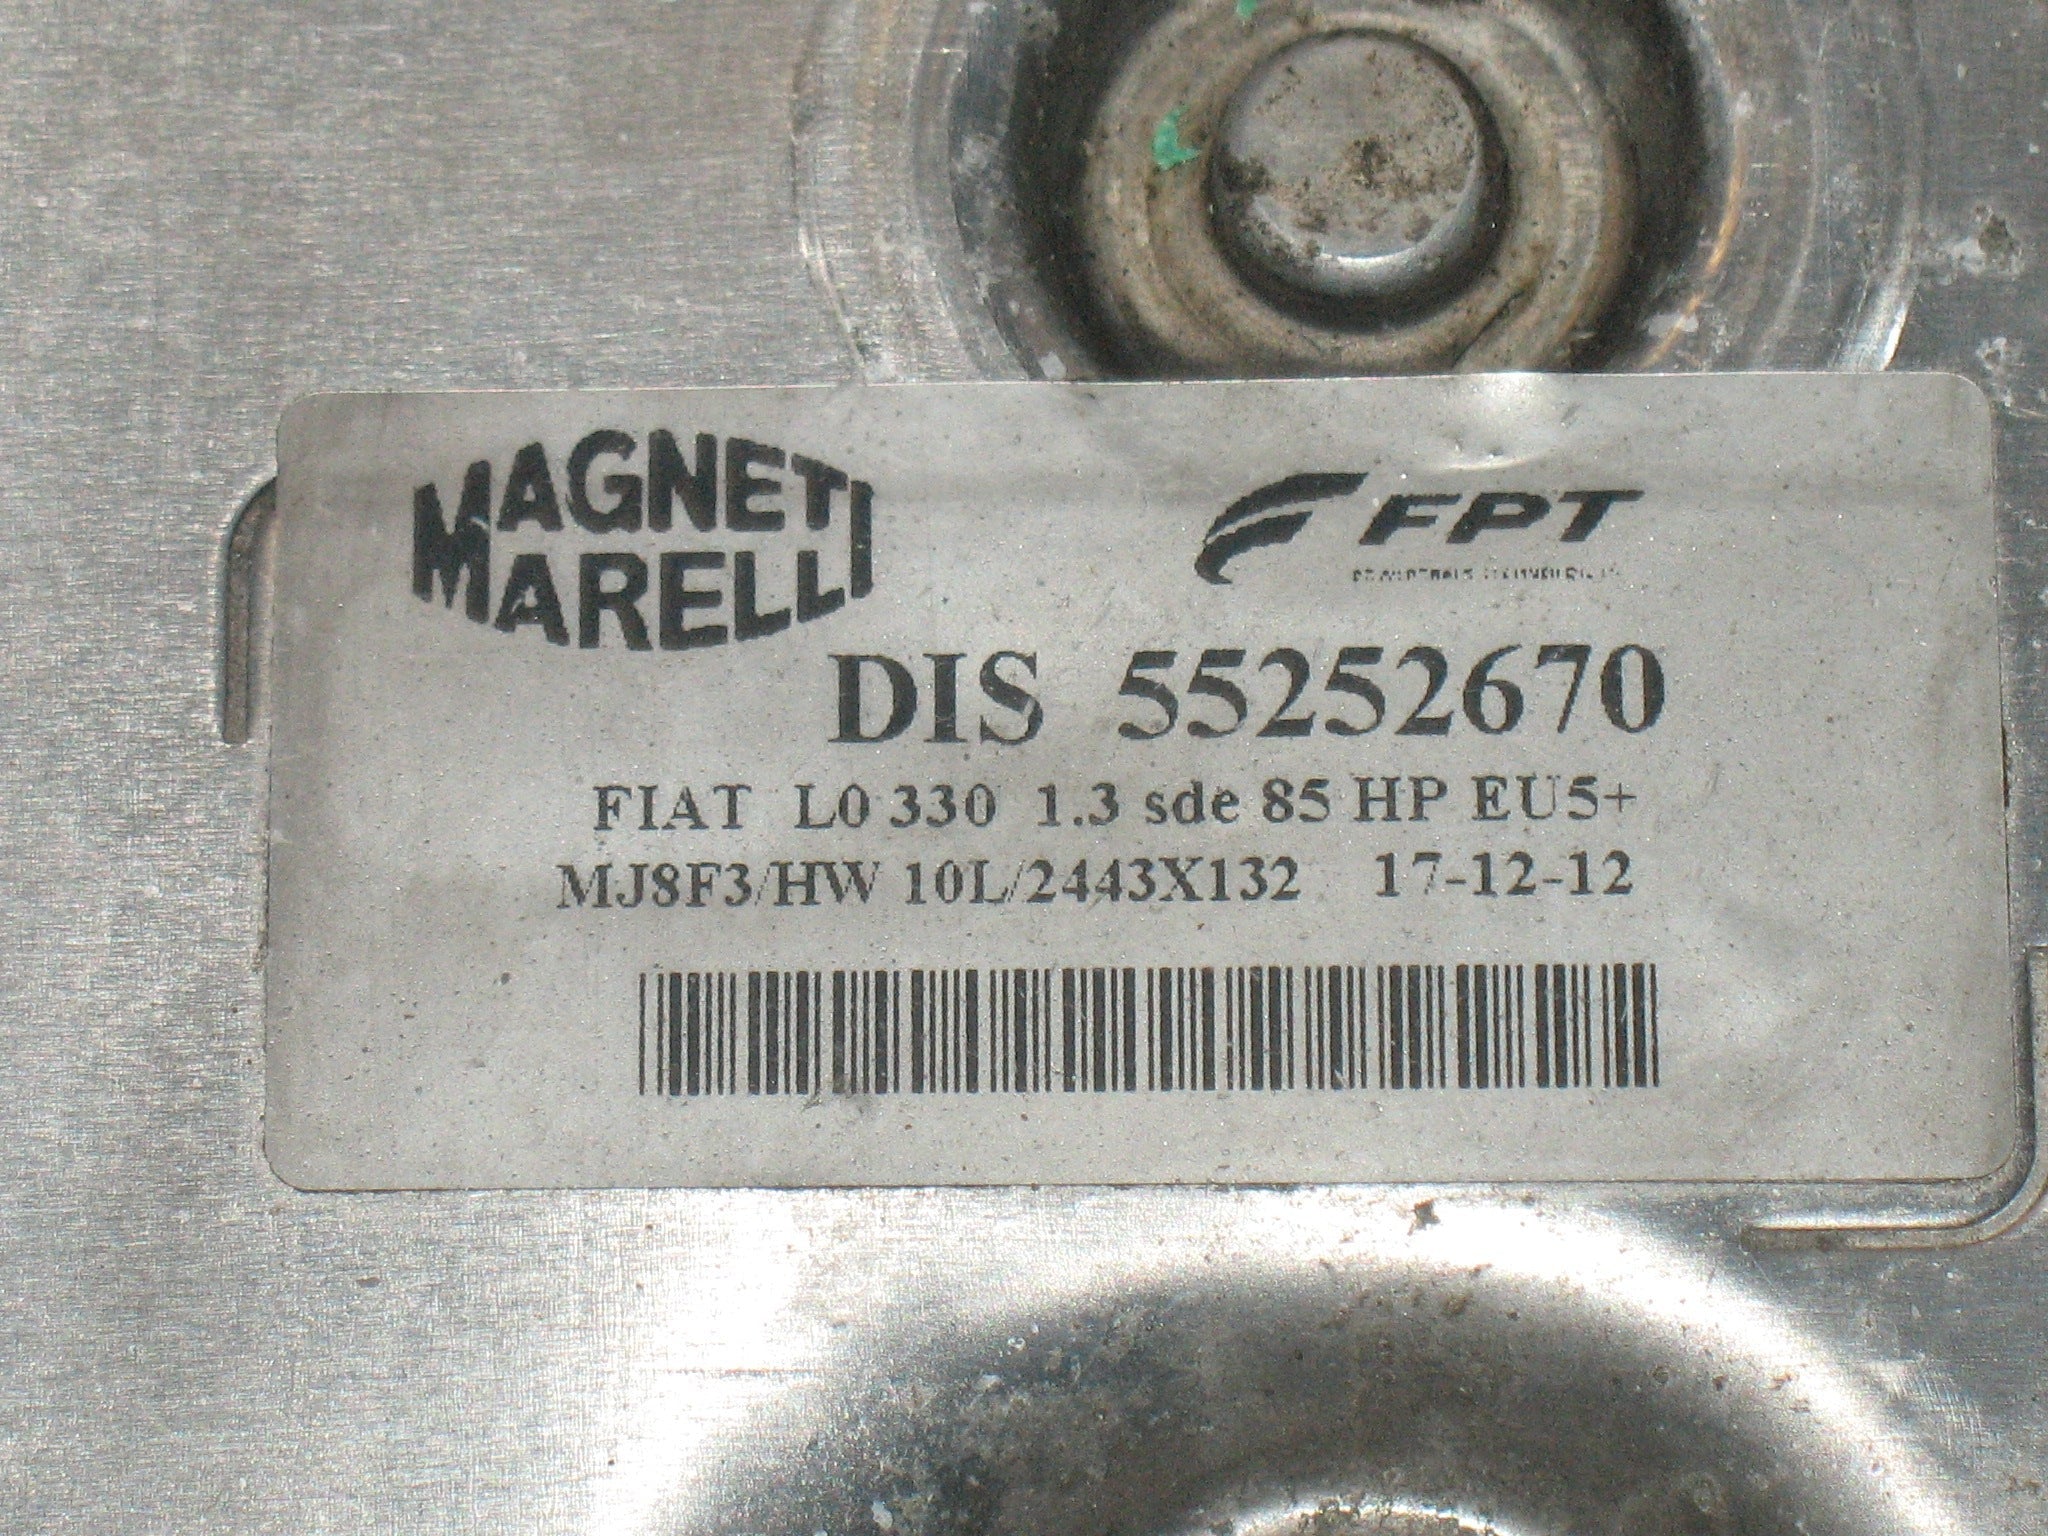 MAGNETI
MARELLI
FPT
DIS 55252670
FIAT L0 330 1.3 sde 85 HP EU5+
MJ8F3/HW 10L/2443X132 17-12-12